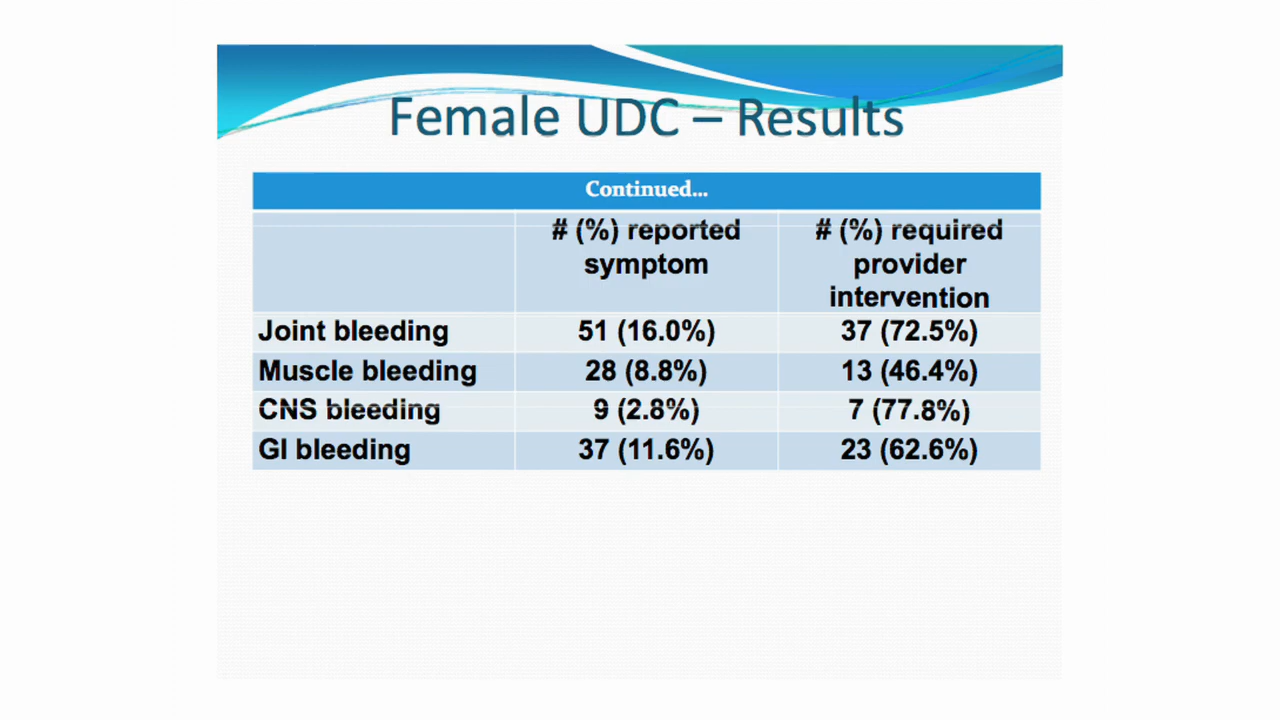 Female UDC – Results
Continued...
# (%) reported symptom
# (%) required provider intervention
Joint bleeding 51 (16.0%) 37 (72.5%)
Muscle bleeding 28 (8.8%) 13 (46.4%)
CNS bleeding 9 (2.8%) 7 (77.8%)
GI bleeding 37 (11.6%) 23 (62.6%)